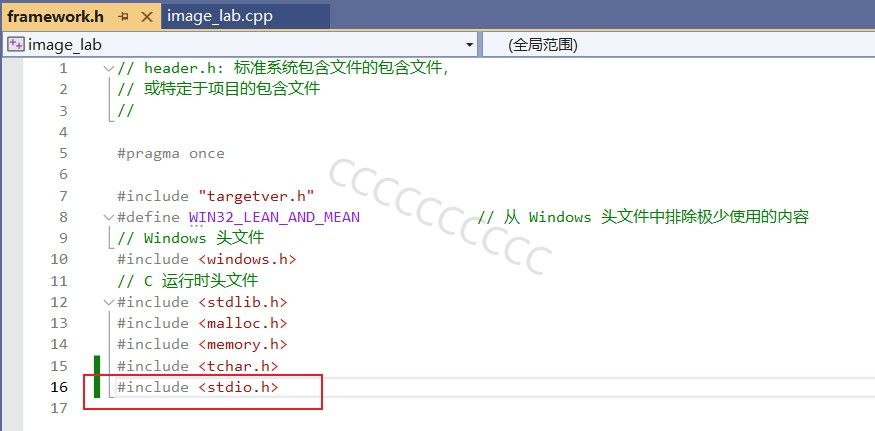 framework.h image_lab.cpp
image_lab (全局范围)
1 // header.h: 标准系统包含文件的包含文件,
2 // 或特定于项目的包含文件
3 //
4
5 #pragma once
6
7 #include "targetver.h"
8 #define WIN32_LEAN_AND_MEAN // 从 Windows 头文件中排除极少使用的内容
9 // Windows 头文件
10 #include <windows.h>
11 // C 运行时头文件
12 #include <stdlib.h>
13 #include <malloc.h>
14 #include <memory.h>
15 #include <tchar.h>
16 #include <stdio.h>
17
CCCCCCCCCCC